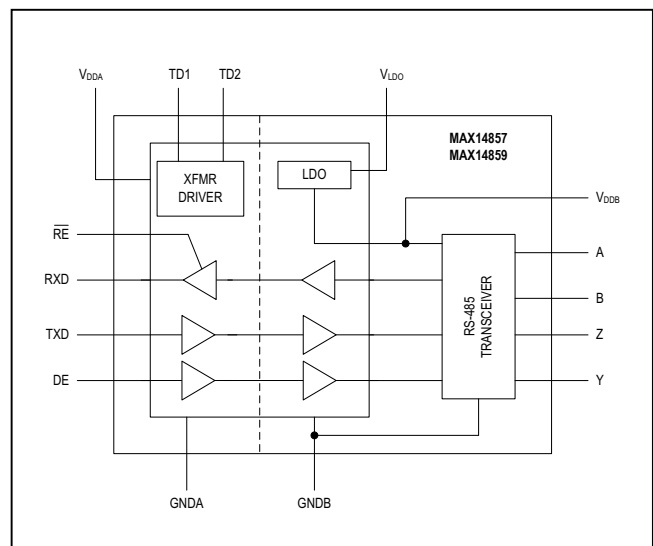 VDDA TD1 TD2 VLDO
MAX14857
MAX14859
XFMR
DRIVER
LDO
VDDB
RE
A
RXD
B
RS-485
TRANSCEIVER
TXD
Z
DE
Y
GNDA GNDB